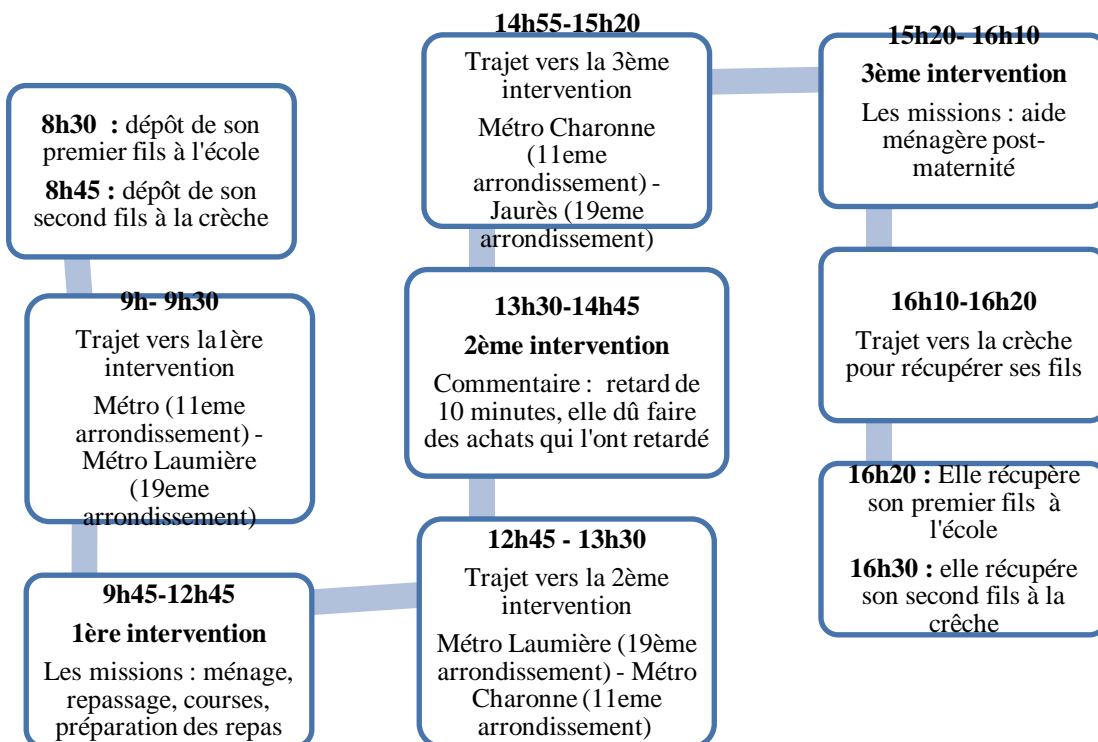 8h30 : dépôt de son
premier fils à l'école
8h45 : dépôt de son
second fils à la crèche
9h- 9h30
Trajet vers la1ère
intervention
Métro (11eme
arrondissement) -
Métro Laumière
(19eme
arrondissement)
9h45-12h45
1ère intervention
Les missions : ménage,
repassage, courses,
préparation des repas
12h45 - 13h30
Trajet vers la 2ème
intervention
Métro Laumière (19ème
arrondissement) - Métro
Charonne (11eme
arrondissement)
13h30-14h45
2ème intervention
Commentaire : retard de
10 minutes, elle dû faire
des achats qui l'ont retardé
14h55-15h20
Trajet vers la 3ème
intervention
Métro Charonne
(11eme
arrondissement) -
Jaurès (19eme
arrondissement)
15h20- 16h10
3ème intervention
Les missions : aide
ménagère post-
maternité
16h10-16h20
Trajet vers la crèche
pour récupérer ses fils
16h20 : Elle récupère
son premier fils à
l'école
16h30 : elle récupére
son second fils à la
crêche